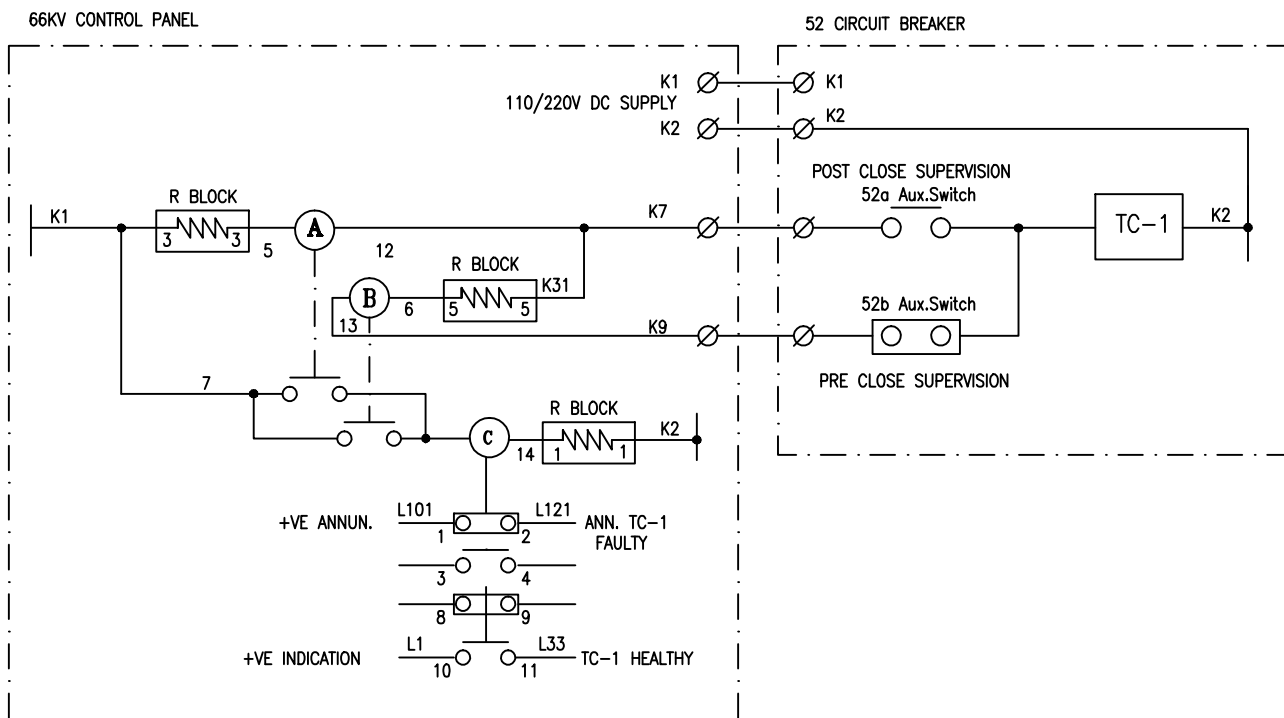 66KV CONTROL PANEL
52 CIRCUIT BREAKER
K1
K1
110/220V DC SUPPLY
K2
K2
POST CLOSE SUPERVISION
52a Aux.Switch
R BLOCK
K1
3
3
5
A
12
K7
TC-1
K2
R BLOCK
B
6
5
5
K31
13
K9
52b Aux.Switch
PRE CLOSE SUPERVISION
7
R BLOCK
C
14
1
1
K2
+VE ANNUN.
L101
L121
ANN. TC-1
FAULTY
1
2
3
4
8
9
+VE INDICATION
L1
L33
TC-1 HEALTHY
10
11